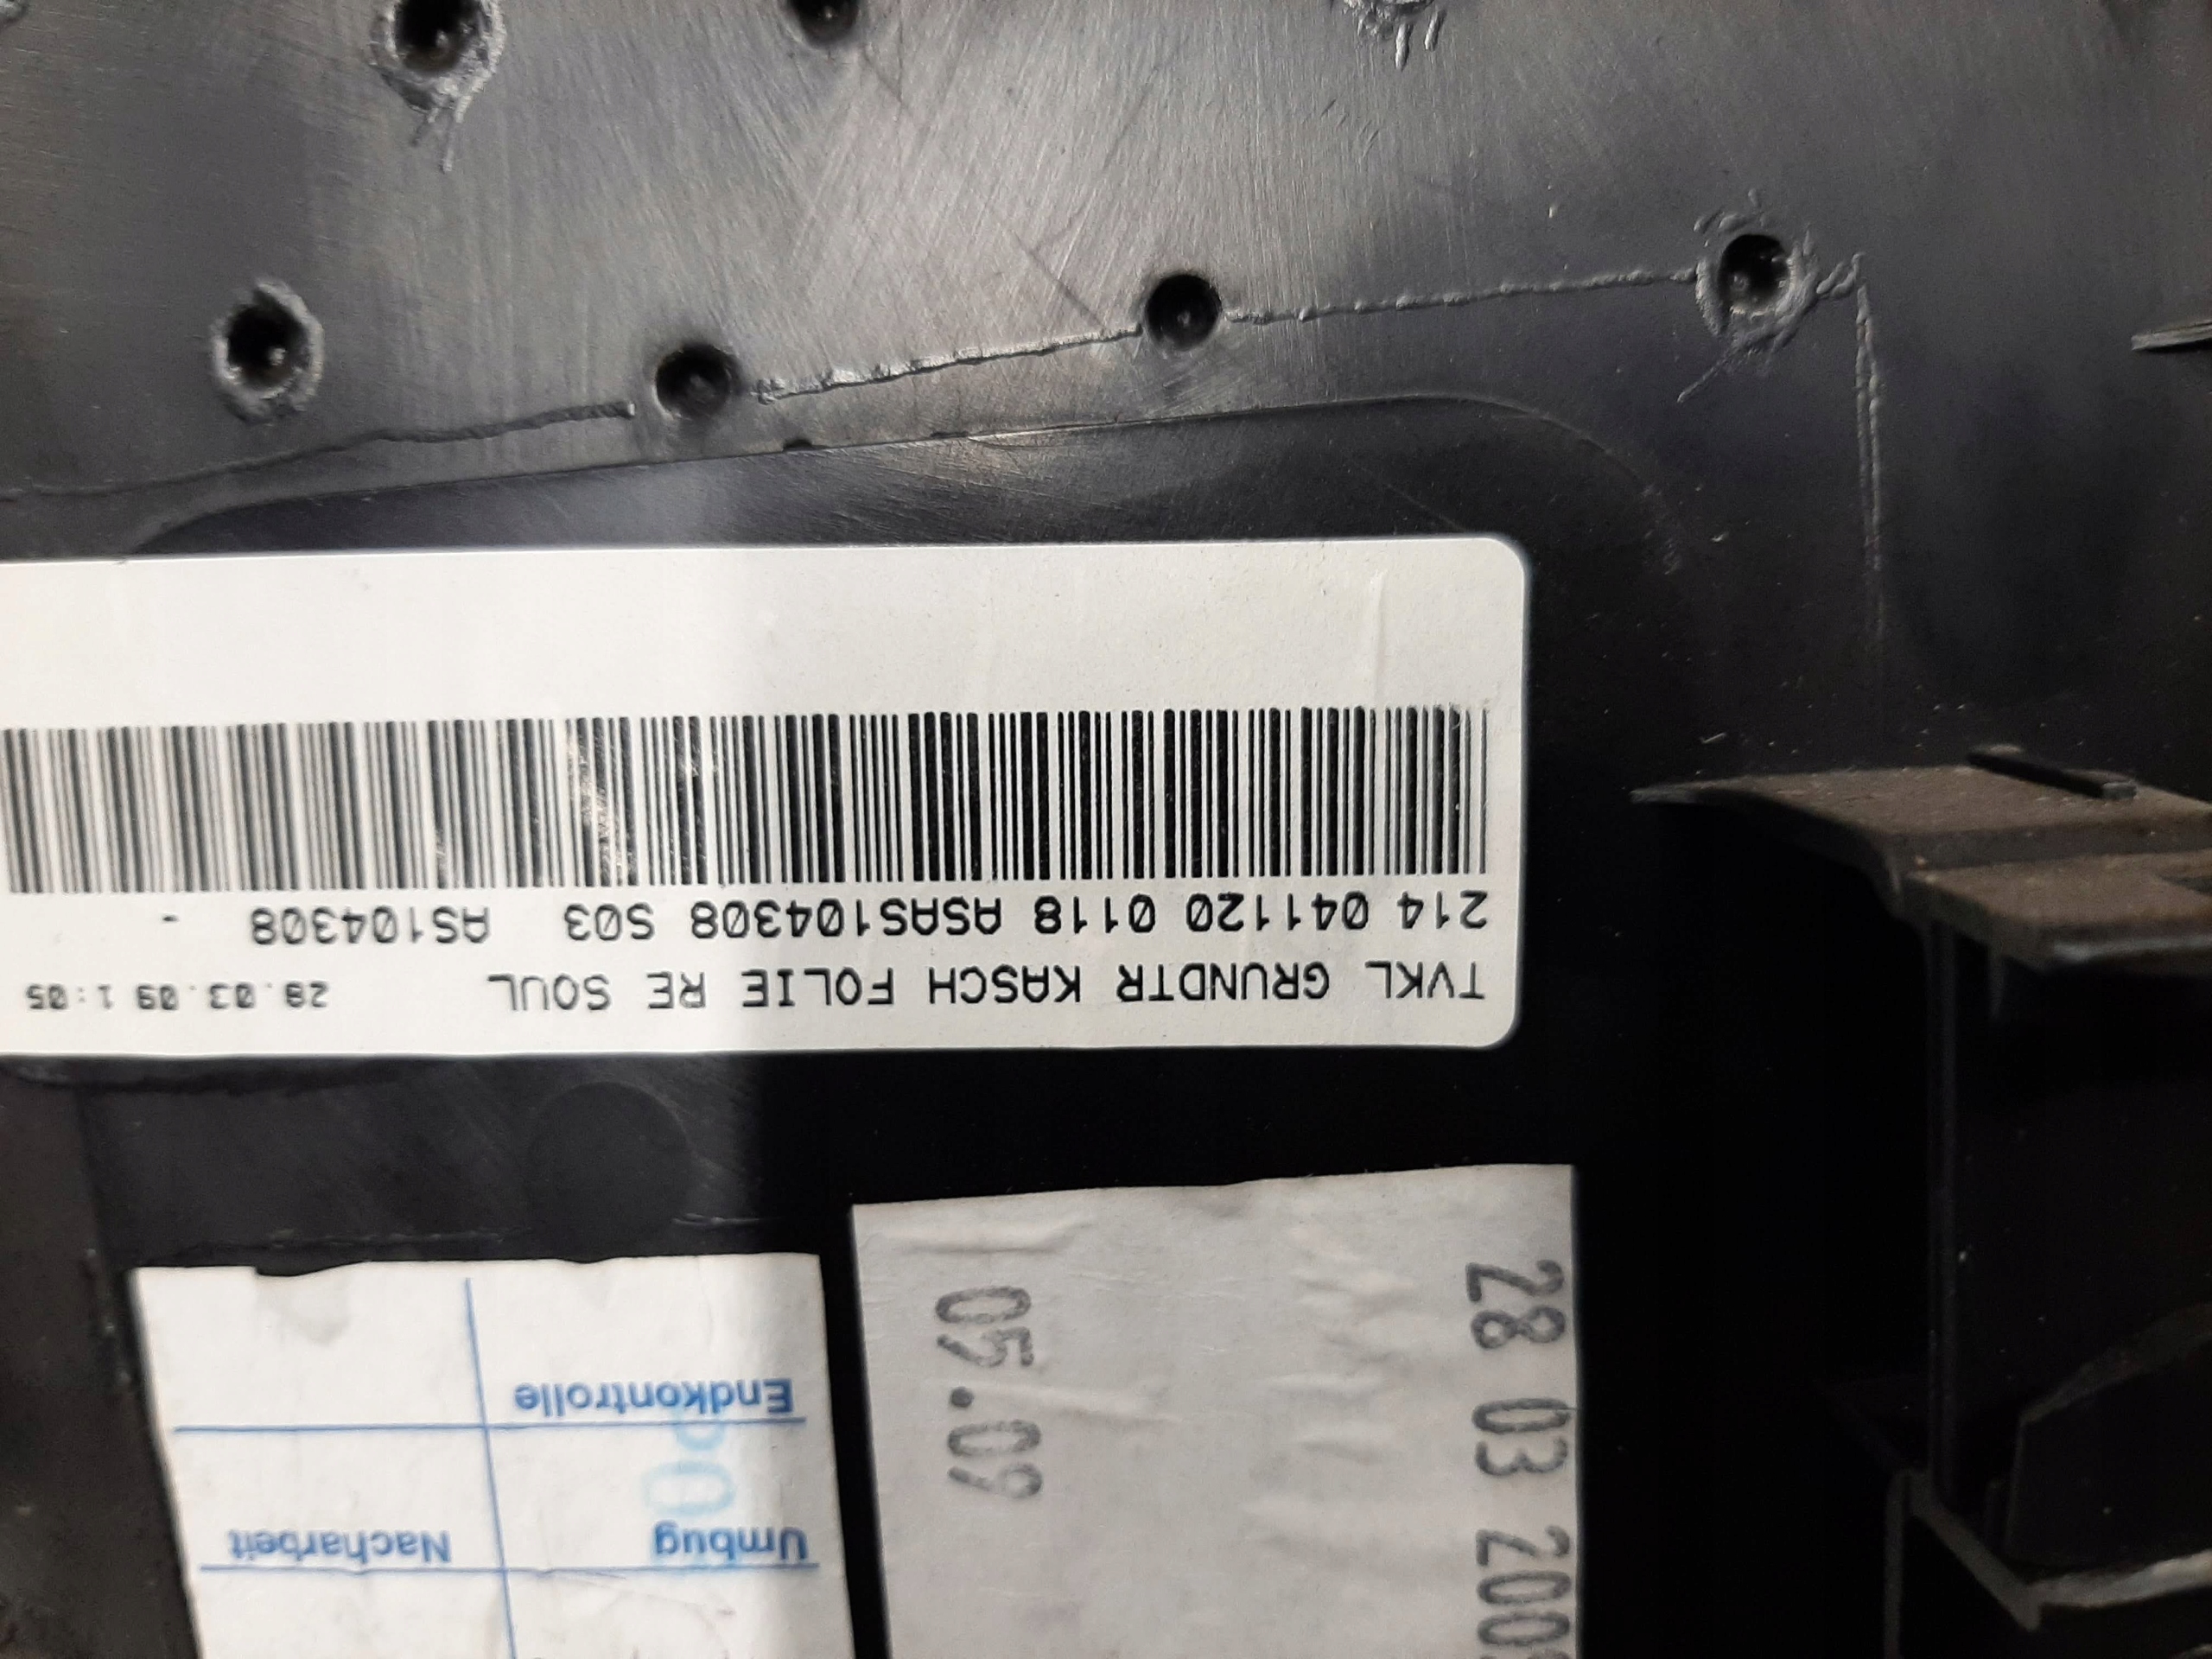 TVKL GRUNDTR KASCH FOLIE RE SOUL 28.03.09 1:05
214 041120 0118 ASAS104308 S03 AS104308 -
Umbug Nacharbeit
Endkontrolle
28 03 200
05.09